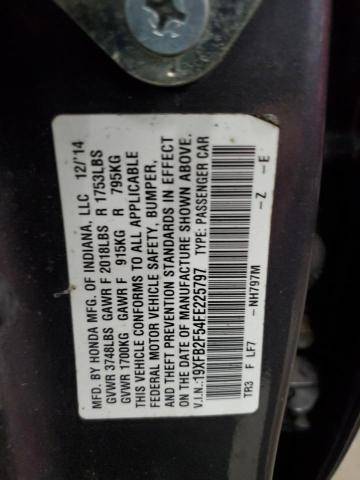 MFD. BY HONDA MFG. OF INDIANA, LLC 12/'14
GVWR 3748LBS GAWR F 2018LBS R 1753LBS
GVWR 1700KG GAWR F 915KG R 795KG
THIS VEHICLE CONFORMS TO ALL APPLICABLE
FEDERAL MOTOR VEHICLE SAFETY, BUMPER,
AND THEFT PREVENTION STANDARDS IN EFFECT
ON THE DATE OF MANUFACTURE SHOWN ABOVE.
V.I.N.:19XFB2F54FE225797 TYPE: PASSENGER CAR
TR3 F LF7 -NH797M -Z -E